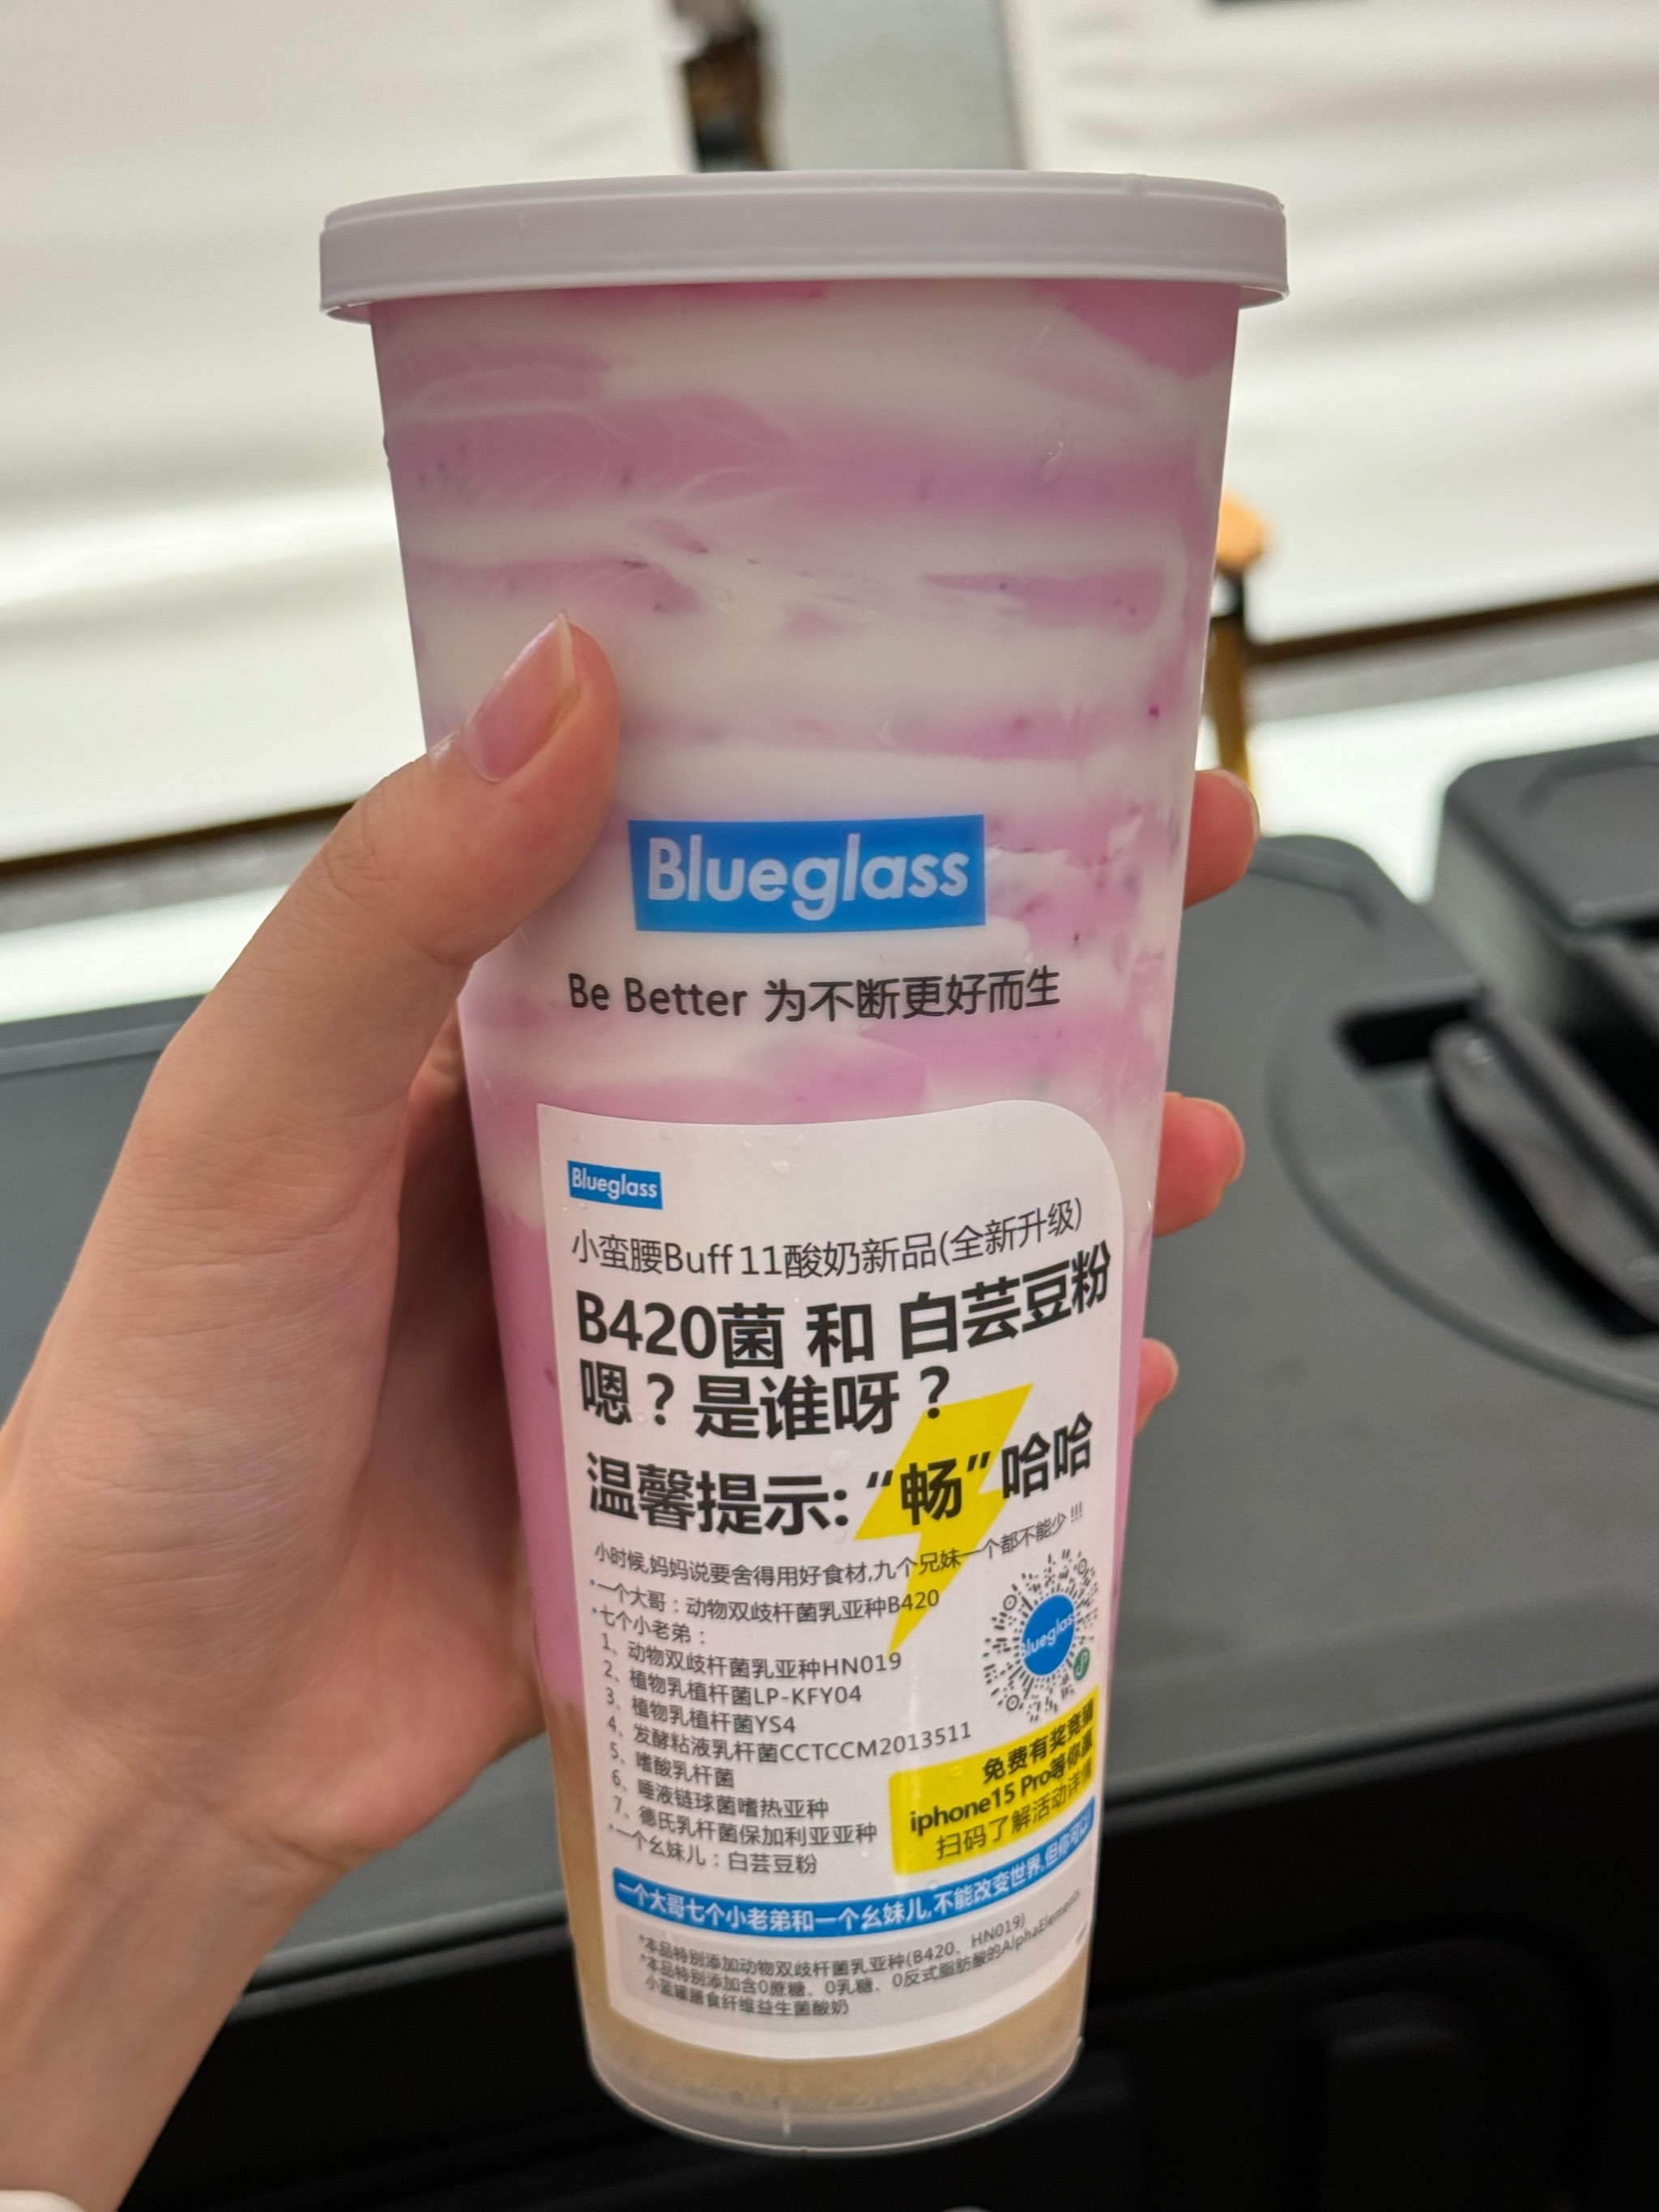 Blueglass
Be Better 为不断更好而生
Blueglass
小蛮腰Buff 11酸奶新品(全新升级)
B420菌 和 白芸豆粉
嗯？是谁呀？
温馨提示: “畅”哈哈
小时候,妈妈说要舍得用好食材,九个兄妹一个都不能少!!!
·一个大哥：动物双歧杆菌乳亚种B420
·七个小老弟：
1、动物双歧杆菌乳亚种HN019
2、植物乳植杆菌LP-KFY04
3、植物乳植杆菌YS4
4、发酵粘液乳杆菌CCTCCM2013511
5、嗜酸乳杆菌
6、唾液链球菌嗜热亚种
7、德氏乳杆菌保加利亚亚种
·一个幺妹儿：白芸豆粉
Blueglass
免费有奖竞猜
iphone15 Pro等你赢
扫码了解活动详情
一个大哥七个小老弟和一个幺妹儿,不能改变世界,但你可以!
*本品特别添加动物双歧杆菌乳亚种(B420、HN019)
*本品特别添加含0蔗糖、0乳糖、0反式脂肪酸的AlphaElements
小蛮腰膳食纤维益生菌酸奶